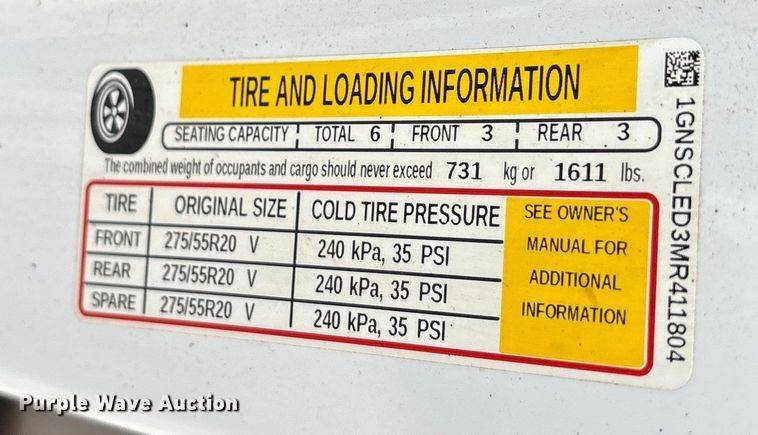 TIRE AND LOADING INFORMATION
SEATING CAPACITY TOTAL 6 FRONT 3 REAR 3
The combined weight of occupants and cargo should never exceed 731 kg or 1611 lbs.
TIRE ORIGINAL SIZE COLD TIRE PRESSURE
FRONT 275/55R20 V 240 kPa, 35 PSI
REAR 275/55R20 V 240 kPa, 35 PSI
SPARE 275/55R20 V 240 kPa, 35 PSI
SEE OWNER'S
MANUAL FOR
ADDITIONAL
INFORMATION
1GNSCLED3MR411804
Purple Wave Auction